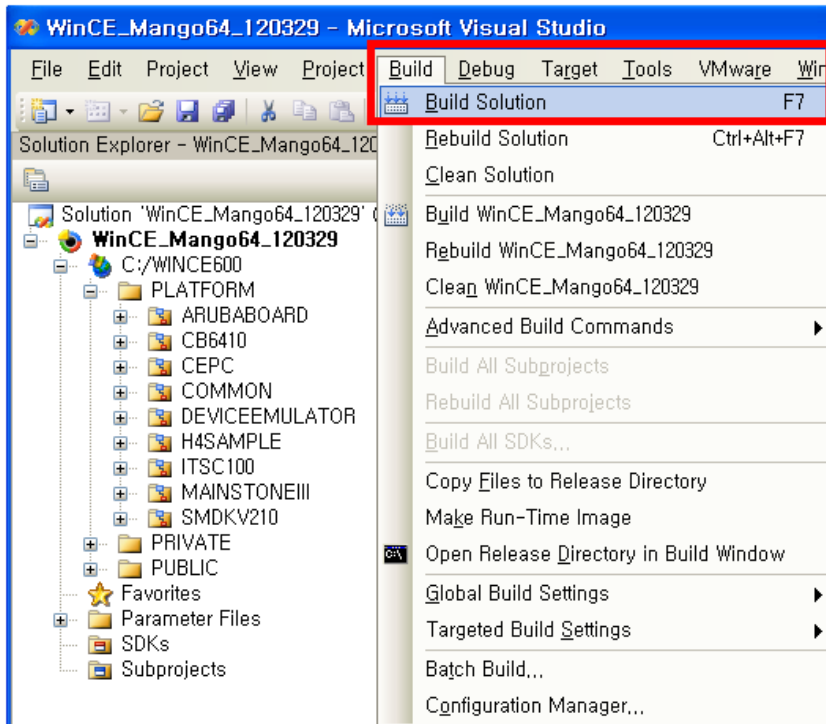 WinCE_Mango64_120329 - Microsoft Visual Studio
File Edit Project View Project Build Debug Target Tools VMware Win
Solution Explorer - WinCE_Mango64_120
Solution 'WinCE_Mango64_120329' (
WinCE_Mango64_120329
C:/WINCE600
PLATFORM
ARUBABOARD
CB6410
CEPC
COMMON
DEVICEEMULATOR
H4SAMPLE
ITSC100
MAINSTONEIII
SMDKV210
PRIVATE
PUBLIC
Favorites
Parameter Files
SDKs
Subprojects
Build Solution F7
Rebuild Solution Ctrl+Alt+F7
Clean Solution
Build WinCE_Mango64_120329
Rebuild WinCE_Mango64_120329
Clean WinCE_Mango64_120329
Advanced Build Commands
Build All Subprojects
Rebuild All Subprojects
Build All SDKs...
Copy Files to Release Directory
Make Run-Time Image
Open Release Directory in Build Window
Global Build Settings
Targeted Build Settings
Batch Build...
Configuration Manager...